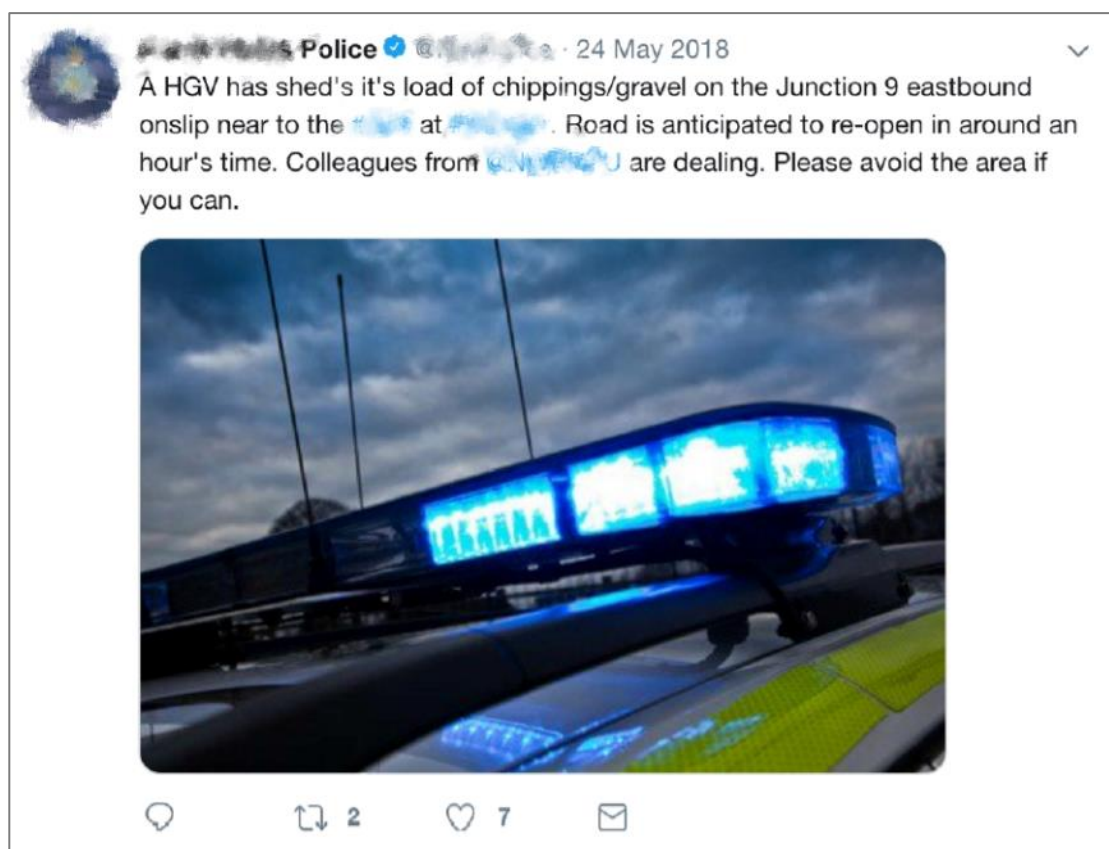 Police · 24 May 2018
A HGV has shed's it's load of chippings/gravel on the Junction 9 eastbound
onslip near to the at . Road is anticipated to re-open in around an
hour's time. Colleagues from are dealing. Please avoid the area if
you can.
2 7